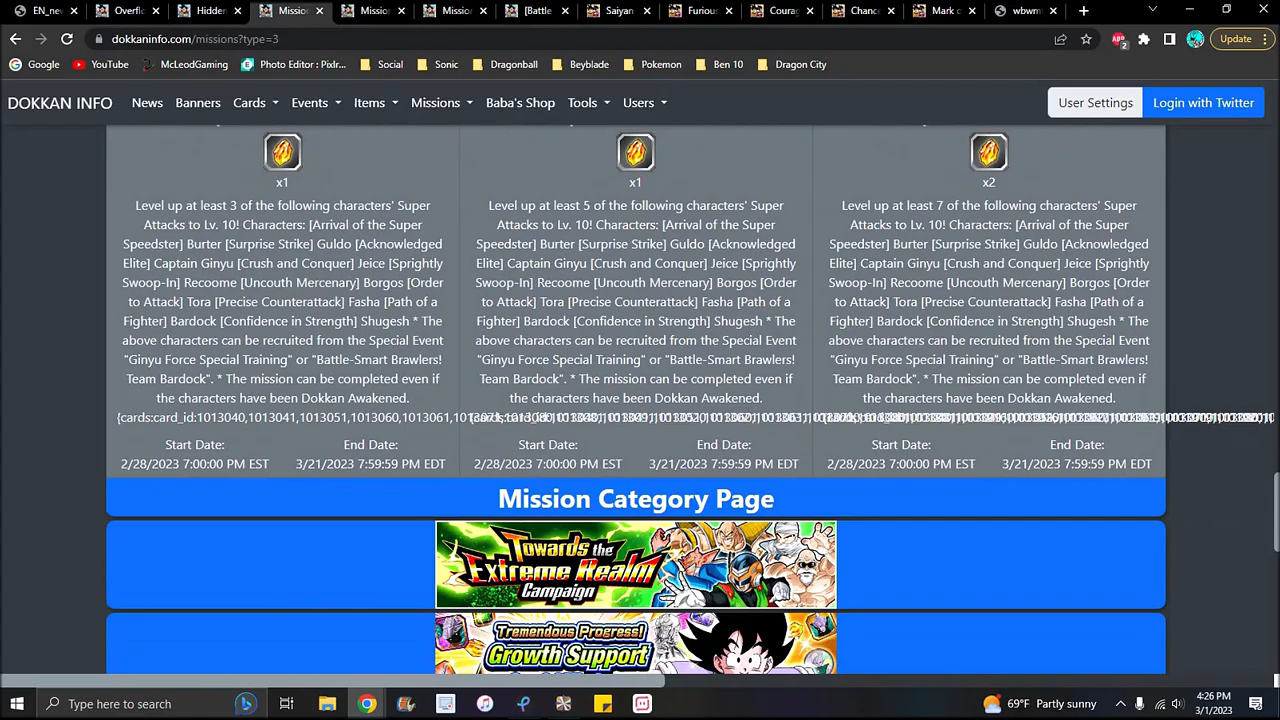 EN_nev
Overflo
Hidden
Mission
Mission
Mission
[Battle
Saiyan
Furious
Courag
Chance
Mark c
wbwm
dokkaninfo.com/missions?type=3
2
Update
Google
YouTube
McLeodGaming
Photo Editor : Pixlr...
Social
Sonic
Dragonball
Beyblade
Pokemon
Ben 10
Dragon City
DOKKAN INFO
News
Banners
Cards
Events
Items
Missions
Baba's Shop
Tools
Users
User Settings
Login with Twitter
x1
Level up at least 3 of the following characters' Super
Attacks to Lv. 10! Characters: [Arrival of the Super
Speedster] Burter [Surprise Strike] Guldo [Acknowledged
Elite] Captain Ginyu [Crush and Conquer] Jeice [Sprightly
Swoop-In] Recoome [Uncouth Mercenary] Borgos [Order
to Attack] Tora [Precise Counterattack] Fasha [Path of a
Fighter] Bardock [Confidence in Strength] Shugesh * The
above characters can be recruited from the Special Event
"Ginyu Force Special Training" or "Battle-Smart Brawlers!
Team Bardock". * The mission can be completed even if
the characters have been Dokkan Awakened.
{cards:card_id:1013040,1013041,1013051,1013060,1013061,
Start Date:
End Date:
2/28/2023 7:00:00 PM EST
3/21/2023 7:59:59 PM EDT
x1
Level up at least 5 of the following characters' Super
Attacks to Lv. 10! Characters: [Arrival of the Super
Speedster] Burter [Surprise Strike] Guldo [Acknowledged
Elite] Captain Ginyu [Crush and Conquer] Jeice [Sprightly
Swoop-In] Recoome [Uncouth Mercenary] Borgos [Order
to Attack] Tora [Precise Counterattack] Fasha [Path of a
Fighter] Bardock [Confidence in Strength] Shugesh * The
above characters can be recruited from the Special Event
"Ginyu Force Special Training" or "Battle-Smart Brawlers!
Team Bardock". * The mission can be completed even if
the characters have been Dokkan Awakened.
Start Date:
End Date:
2/28/2023 7:00:00 PM EST
3/21/2023 7:59:59 PM EDT
x2
Level up at least 7 of the following characters' Super
Attacks to Lv. 10! Characters: [Arrival of the Super
Speedster] Burter [Surprise Strike] Guldo [Acknowledged
Elite] Captain Ginyu [Crush and Conquer] Jeice [Sprightly
Swoop-In] Recoome [Uncouth Mercenary] Borgos [Order
to Attack] Tora [Precise Counterattack] Fasha [Path of a
Fighter] Bardock [Confidence in Strength] Shugesh * The
above characters can be recruited from the Special Event
"Ginyu Force Special Training" or "Battle-Smart Brawlers!
Team Bardock". * The mission can be completed even if
the characters have been Dokkan Awakened.
Start Date:
End Date:
2/28/2023 7:00:00 PM EST
3/21/2023 7:59:59 PM EDT
Mission Category Page
Towards the
Extreme Realm
Campaign
Tremendous Progress!
Growth Support
Type here to search
69°F Partly sunny
4:26 PM
3/1/2023